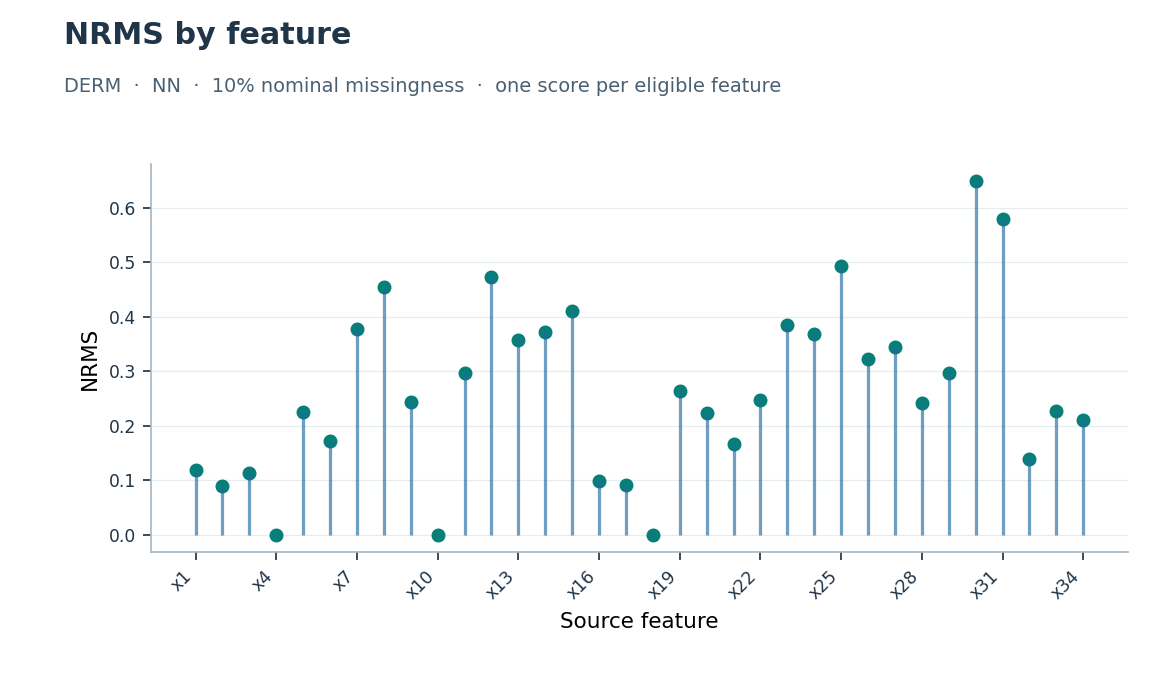 NRMS by feature
DERM · NN · 10% nominal missingness · one score per eligible feature
NRMS
0.6
0.5
0.4
0.3
0.2
0.1
0.0
x1 x4 x7 x10 x13 x16 x19 x22 x25 x28 x31 x34
Source feature